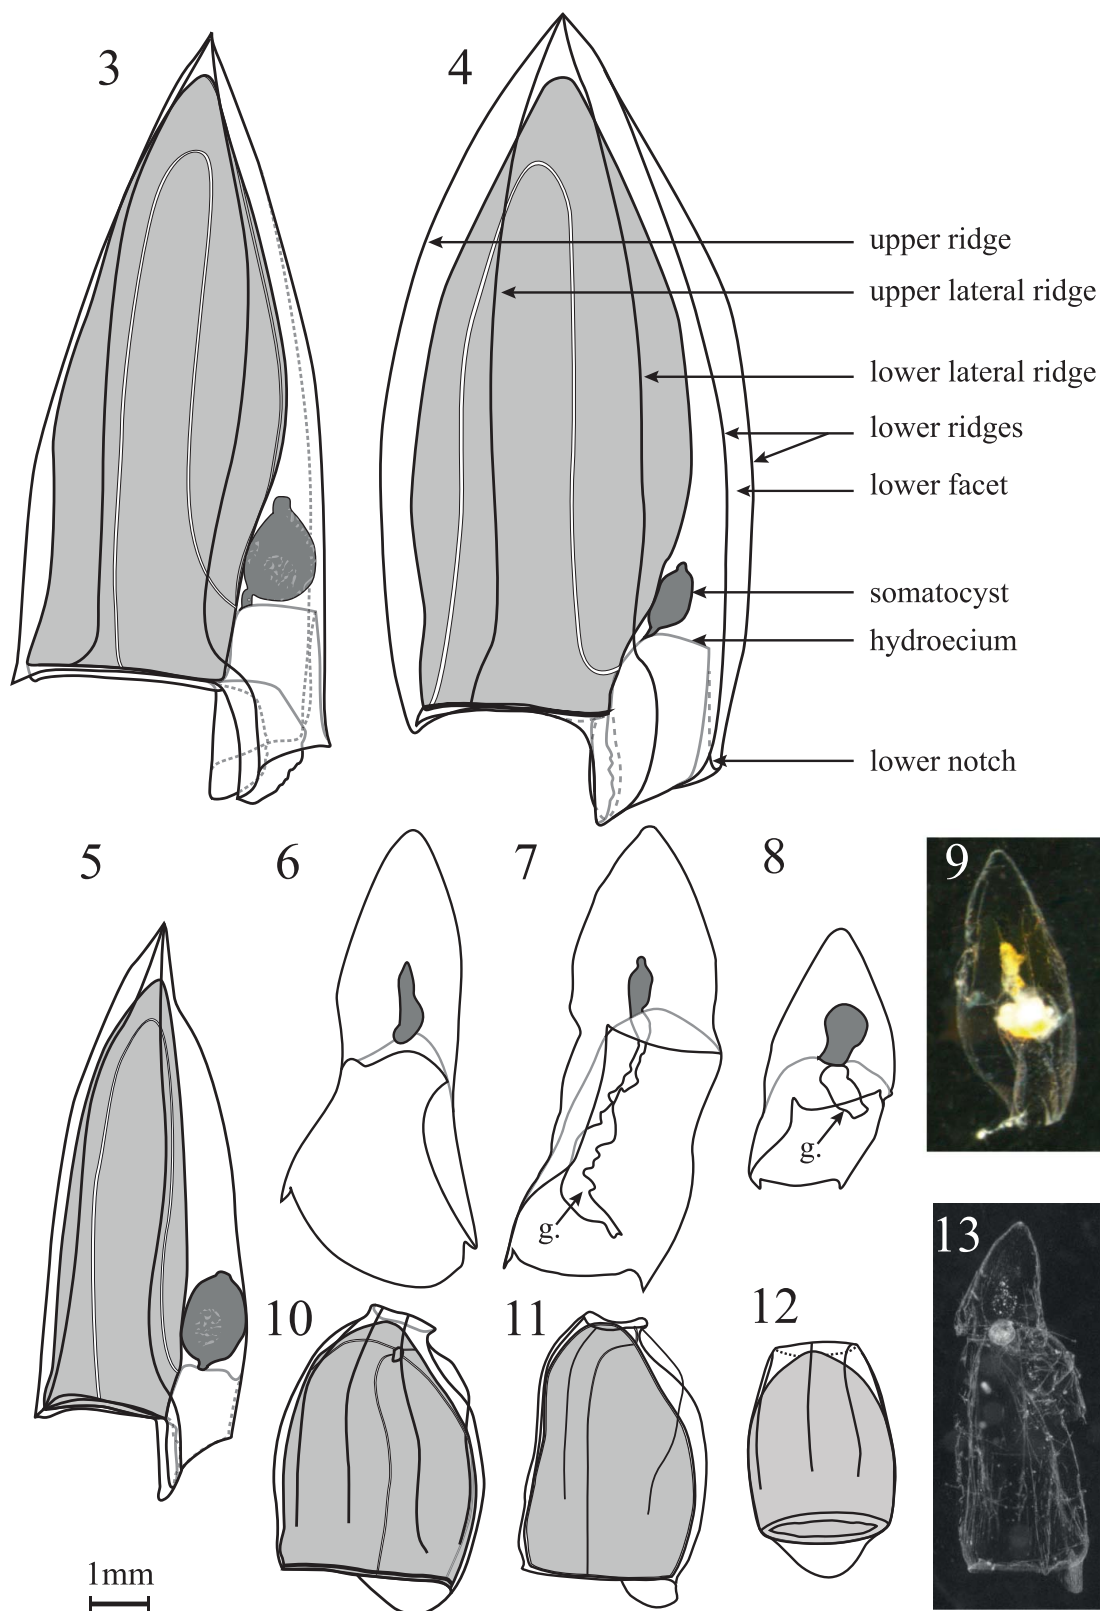 3
4
upper ridge
upper lateral ridge
lower lateral ridge
lower ridges
lower facet
somatocyst
hydroecium
lower notch
5
6
7
8
9
g.
g.
10
11
12
13
1mm